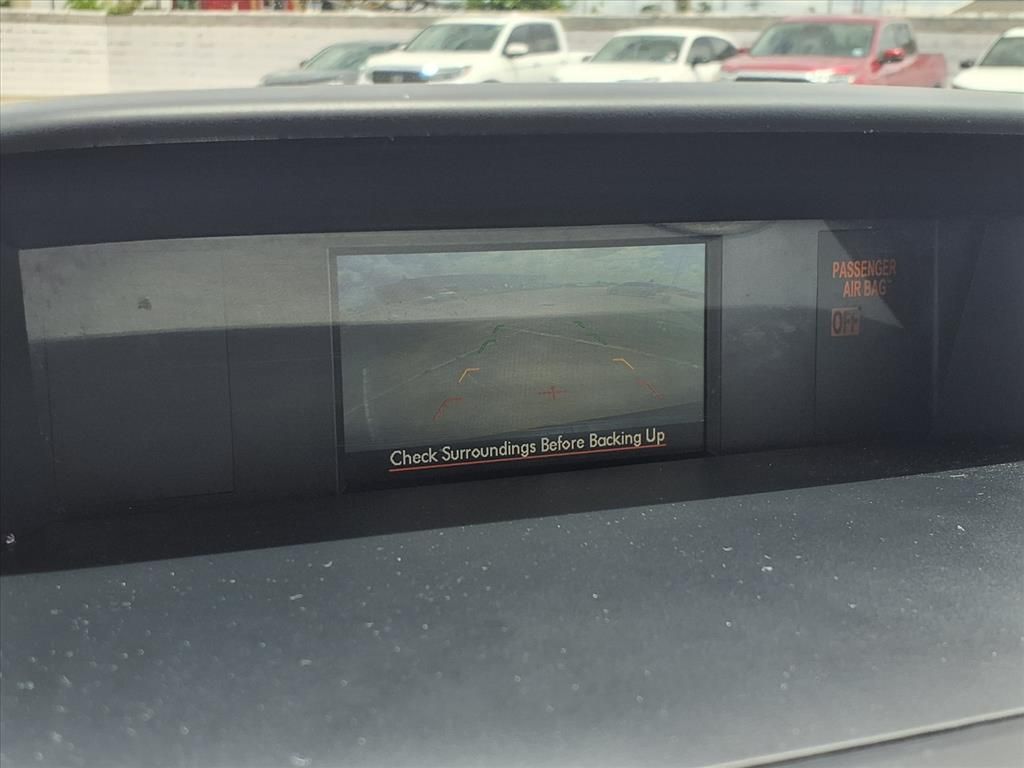 PASSENGER
AIR BAG
OFF
Check Surroundings Before Backing Up